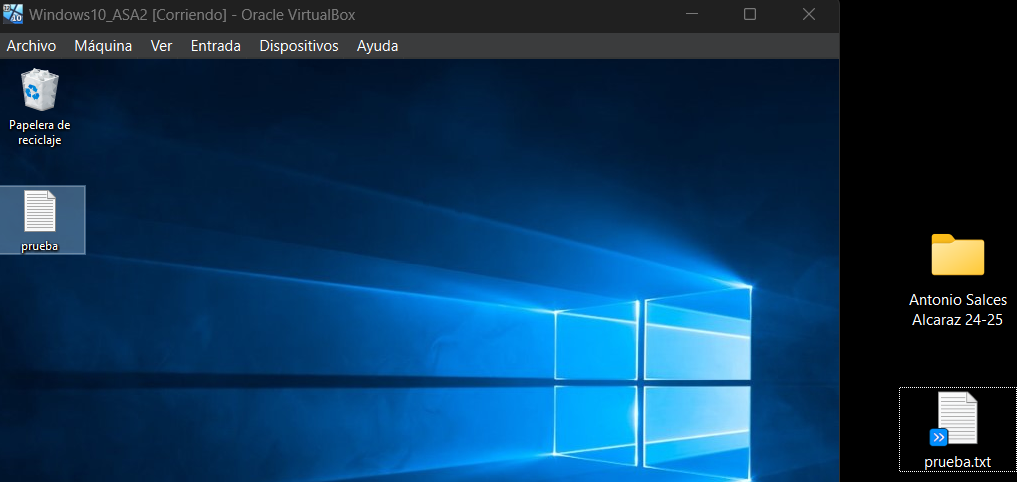 Windows10_ASA2 [Corriendo] - Oracle VirtualBox
Archivo Máquina Ver Entrada Dispositivos Ayuda
Papelera de
reciclaje
prueba
Antonio Salces
Alcaraz 24-25
prueba.txt